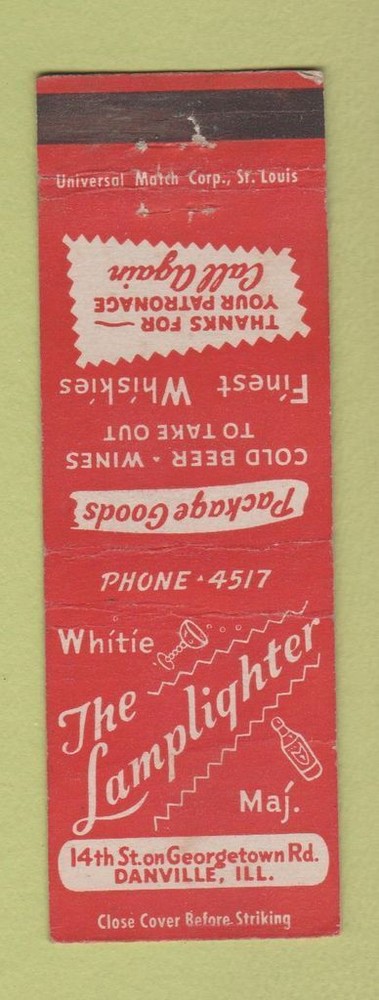 Universal Match Corp., St. Louis
Package Goods
COLD BEER • WINES
TO TAKE OUT
Finest Whiskies
THANKS FOR —
YOUR PATRONAGE
Call Again
PHONE • 4517
Whitie
The
Lamplighter
Maj.
14th St. on Georgetown Rd.
DANVILLE, ILL.
Close Cover Before Striking